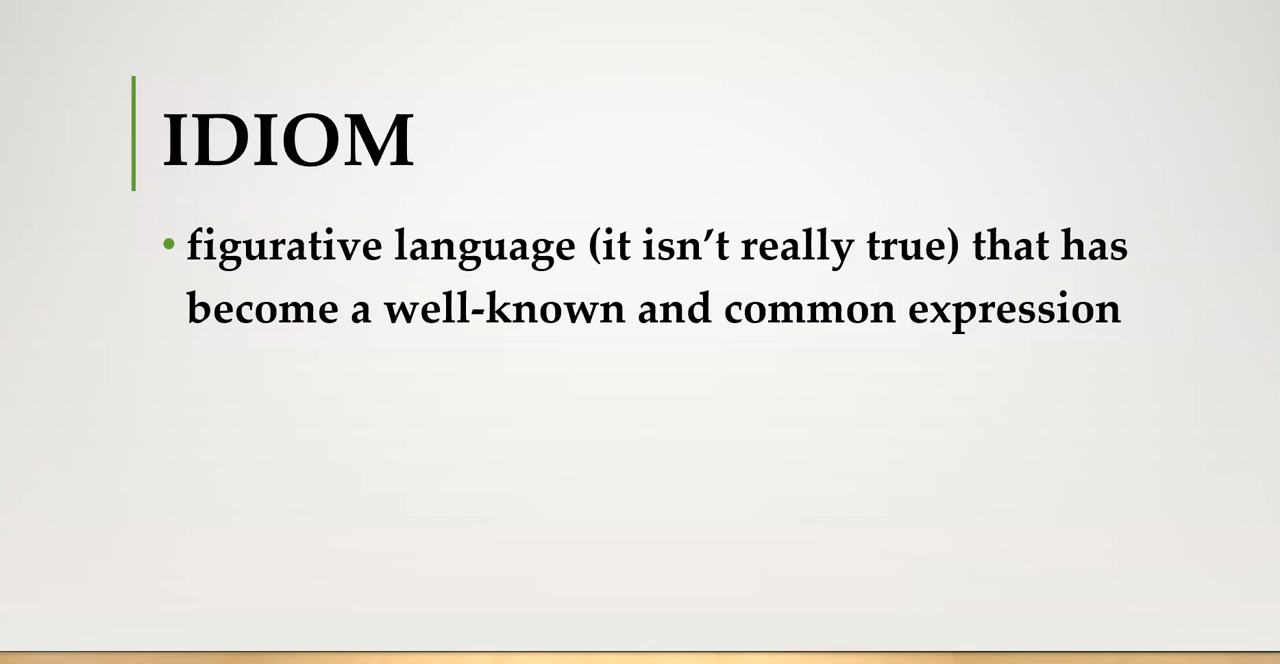 IDIOM
• figurative language (it isn’t really true) that has
become a well-known and common expression